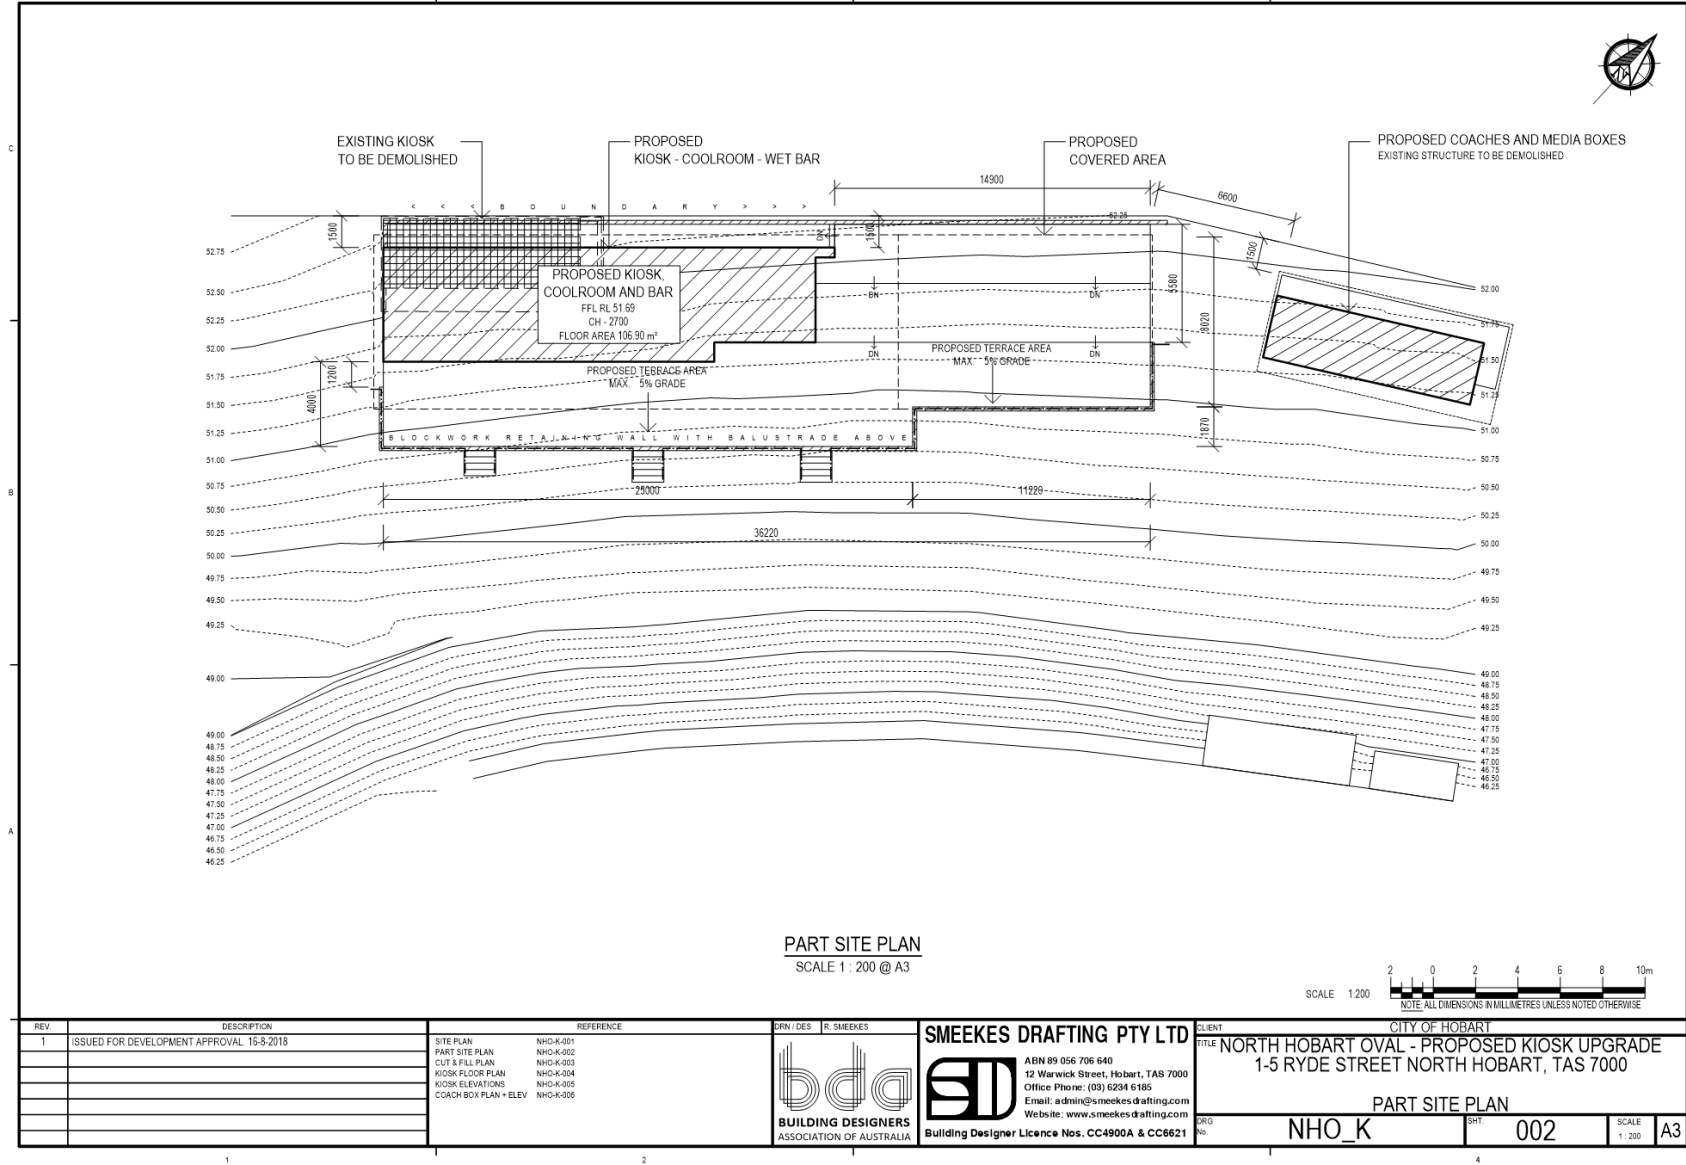 EXISTING KIOSK
TO BE DEMOLISHED
PROPOSED
KIOSK - COOLROOM - WET BAR
PROPOSED
COVERED AREA
PROPOSED COACHES AND MEDIA BOXES
EXISTING STRUCTURE TO BE DEMOLISHED
14900
6600
< < < B O U N D A R Y > > >
52.25
1500
DN
1500
1500
PROPOSED KIOSK,
COOLROOM AND BAR
FFL RL 51.69
CH - 2700
FLOOR AREA 106.90 m²
DN
DN
5580
8020
DN
DN
PROPOSED TERRACE AREA
MAX. 5% GRADE
PROPOSED TERRACE AREA
MAX. 5% GRADE
1200
4000
1870
BLOCKWORK RETAINING WALL WITH BALUSTRADE ABOVE
25000
11220
36220
52.75
52.50
52.25
52.00
51.75
51.50
51.25
51.00
50.75
50.50
50.25
50.00
49.75
49.50
49.25
49.00
49.00
48.75
48.50
48.25
48.00
47.75
47.50
47.25
47.00
46.75
46.50
46.25
52.00
51.75
51.50
51.25
51.00
50.75
50.50
50.25
50.00
49.75
49.50
49.25
49.00
48.75
48.50
48.25
48.00
47.75
47.50
47.25
47.00
46.75
46.50
46.25
C
B
A
PART SITE PLAN
SCALE 1 : 200 @ A3
2 0 2 4 6 8 10m
SCALE 1:200
NOTE: ALL DIMENSIONS IN MILLIMETRES UNLESS NOTED OTHERWISE
REV. DESCRIPTION
1 ISSUED FOR DEVELOPMENT APPROVAL. 16-8-2018
REFERENCE
SITE PLAN NHO-K-001
PART SITE PLAN NHO-K-002
CUT & FILL PLAN NHO-K-003
KIOSK FLOOR PLAN NHO-K-004
KIOSK ELEVATIONS NHO-K-005
COACH BOX PLAN + ELEV NHO-K-006
DRN / DES R. SMEEKES
bda
BUILDING DESIGNERS
ASSOCIATION OF AUSTRALIA
SMEEKES DRAFTING PTY LTD
SD
ABN 89 056 706 640
12 Warwick Street, Hobart, TAS 7000
Office Phone: (03) 6234 6185
Email: admin@smeekesdrafting.com
Website: www.smeekesdrafting.com
Building Designer Licence Nos. CC4900A & CC6621
CLIENT CITY OF HOBART
TITLE NORTH HOBART OVAL - PROPOSED KIOSK UPGRADE
1-5 RYDE STREET NORTH HOBART, TAS 7000
PART SITE PLAN
DRG No. NHO_K
SHT. 002
SCALE 1 : 200
A3
1 2 4